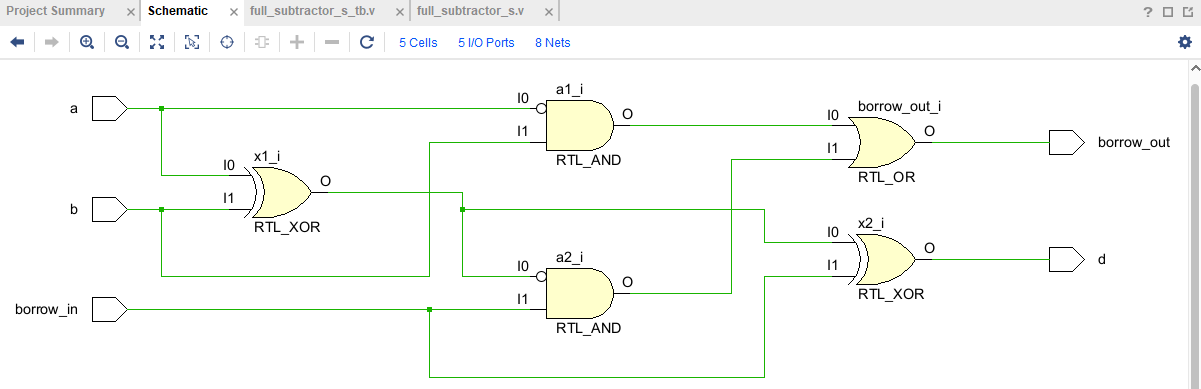 Project Summary × Schematic × full_subtractor_s_tb.v × full_subtractor_s.v × ?
5 Cells 5 I/O Ports 8 Nets
a
b
borrow_in
x1_i
I0
I1
O
RTL_XOR
a1_i
I0
I1
O
RTL_AND
a2_i
I0
I1
O
RTL_AND
borrow_out_i
I0
I1
O
RTL_OR
x2_i
I0
I1
O
RTL_XOR
borrow_out
d